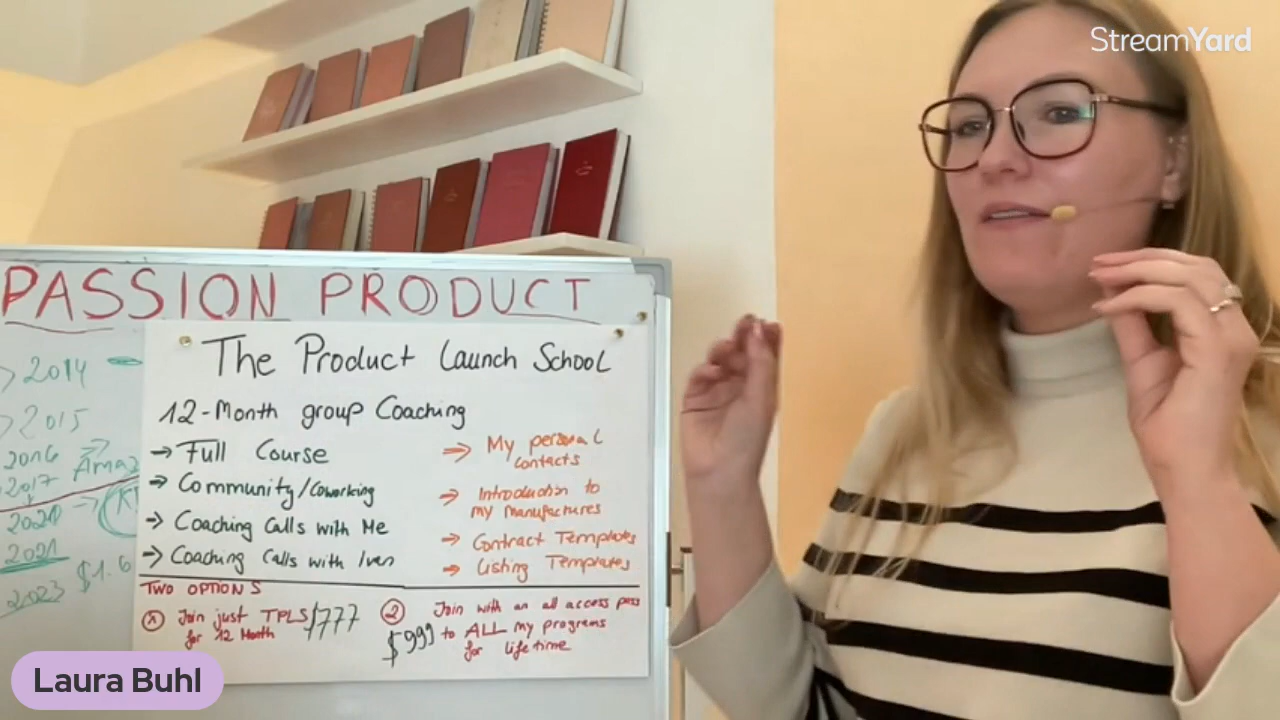 StreamYard
PASSION PRODUCT
2014
2015
2016
2017
2020
2021
2023 $1.6
The Product Launch School
12-Month group Coaching
→ Full Course
→ Community/Coworking
→ Coaching Calls with Me
→ Coaching Calls with Iven
⇒ My personal
contacts
→ Introduction to
my manufactures
→ Contract Templates
→ Listing Templates
TWO OPTIONS
Join just TPLS $777
for 12 Month
② Join with an all access pass
$999 to ALL my programs
for life time
Laura Buhl